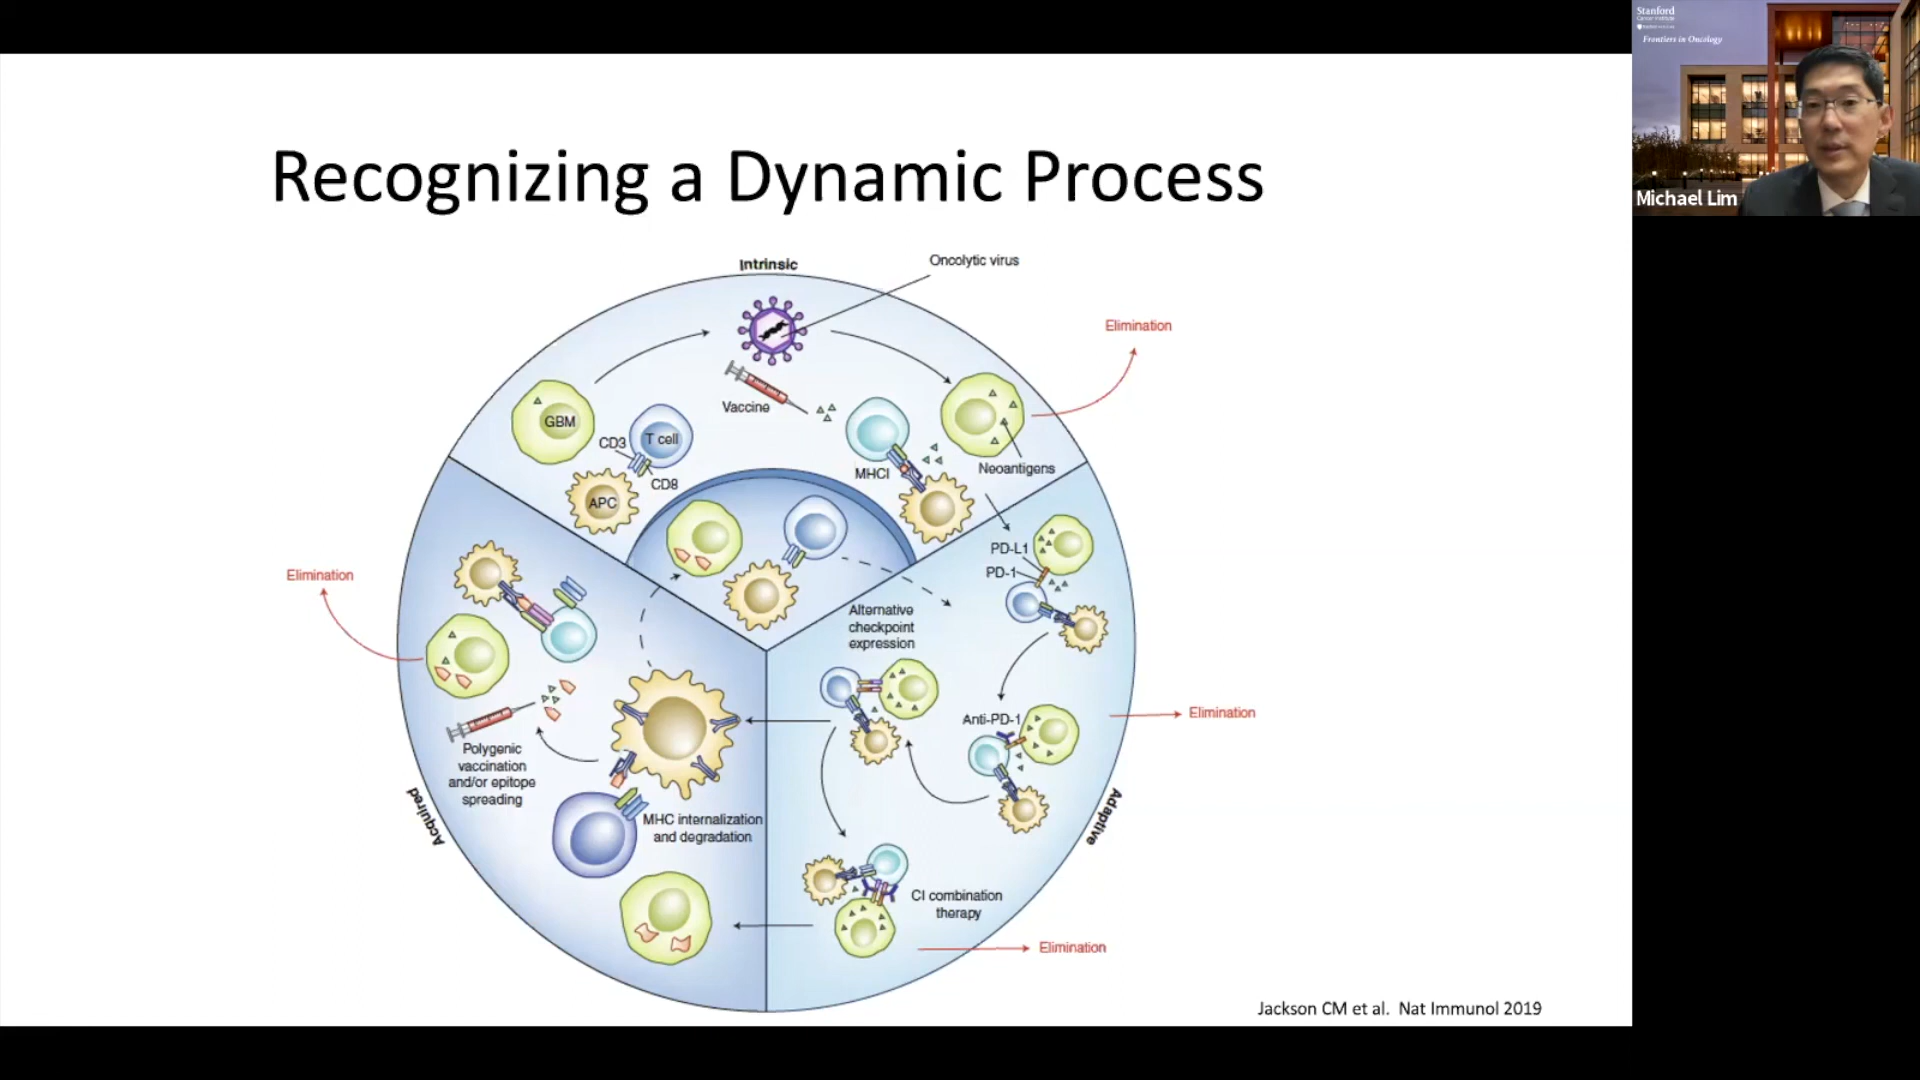 Stanford
Cancer Institute
Frontiers in Oncology
Michael Lim
Recognizing a Dynamic Process
Intrinsic
Oncolytic virus
Elimination
GBM
CD3
T cell
CD8
APC
Vaccine
MHCI
Neoantigens
PD-L1
PD-1
Alternative
checkpoint
expression
Anti-PD-1
Elimination
Adaptive
CI combination
therapy
Elimination
Elimination
Polygenic
vaccination
and/or epitope
spreading
MHC internalization
and degradation
Acquired
Jackson CM et al. Nat Immunol 2019